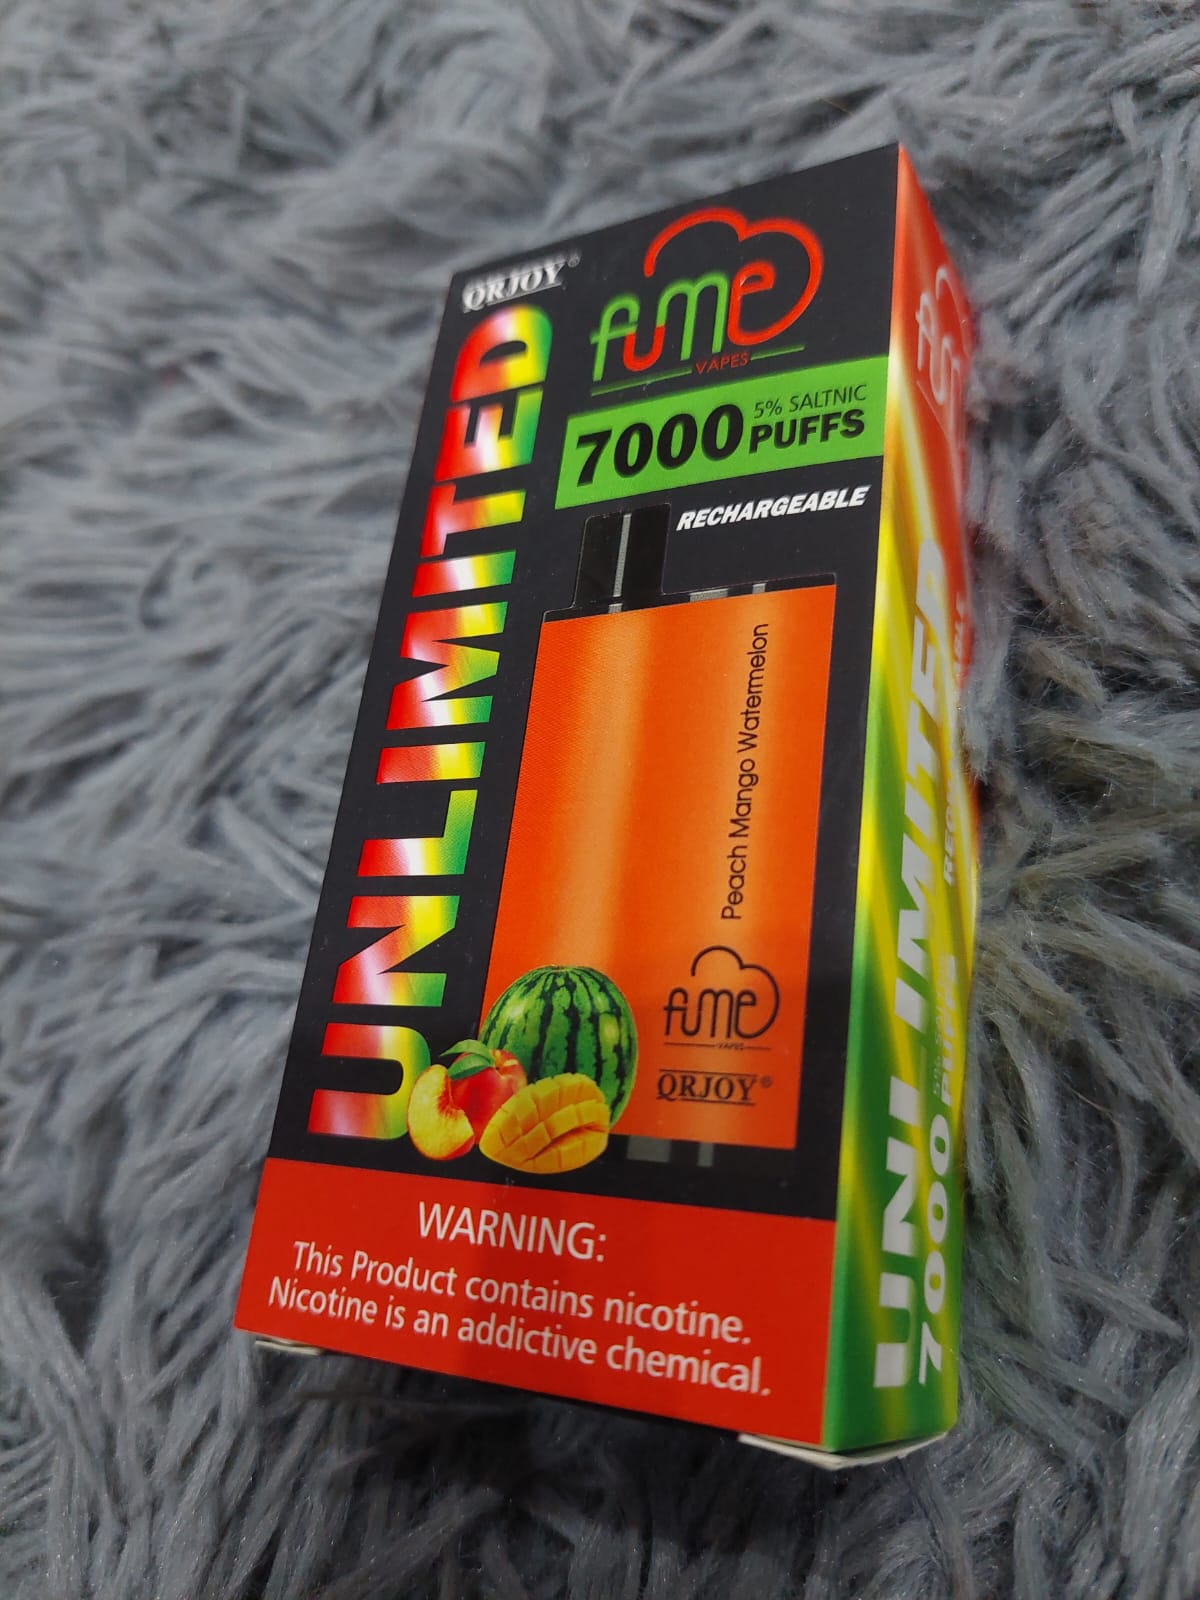 QRJOY®
UNLIMITED
fume
VAPES
7000 5% SALTNIC
PUFFS
RECHARGEABLE
Peach Mango Watermelon
fume
VAPES
QRJOY®
WARNING:
This Product contains nicotine.
Nicotine is an addictive chemical.
UNLIMITED
7000 PUFFS